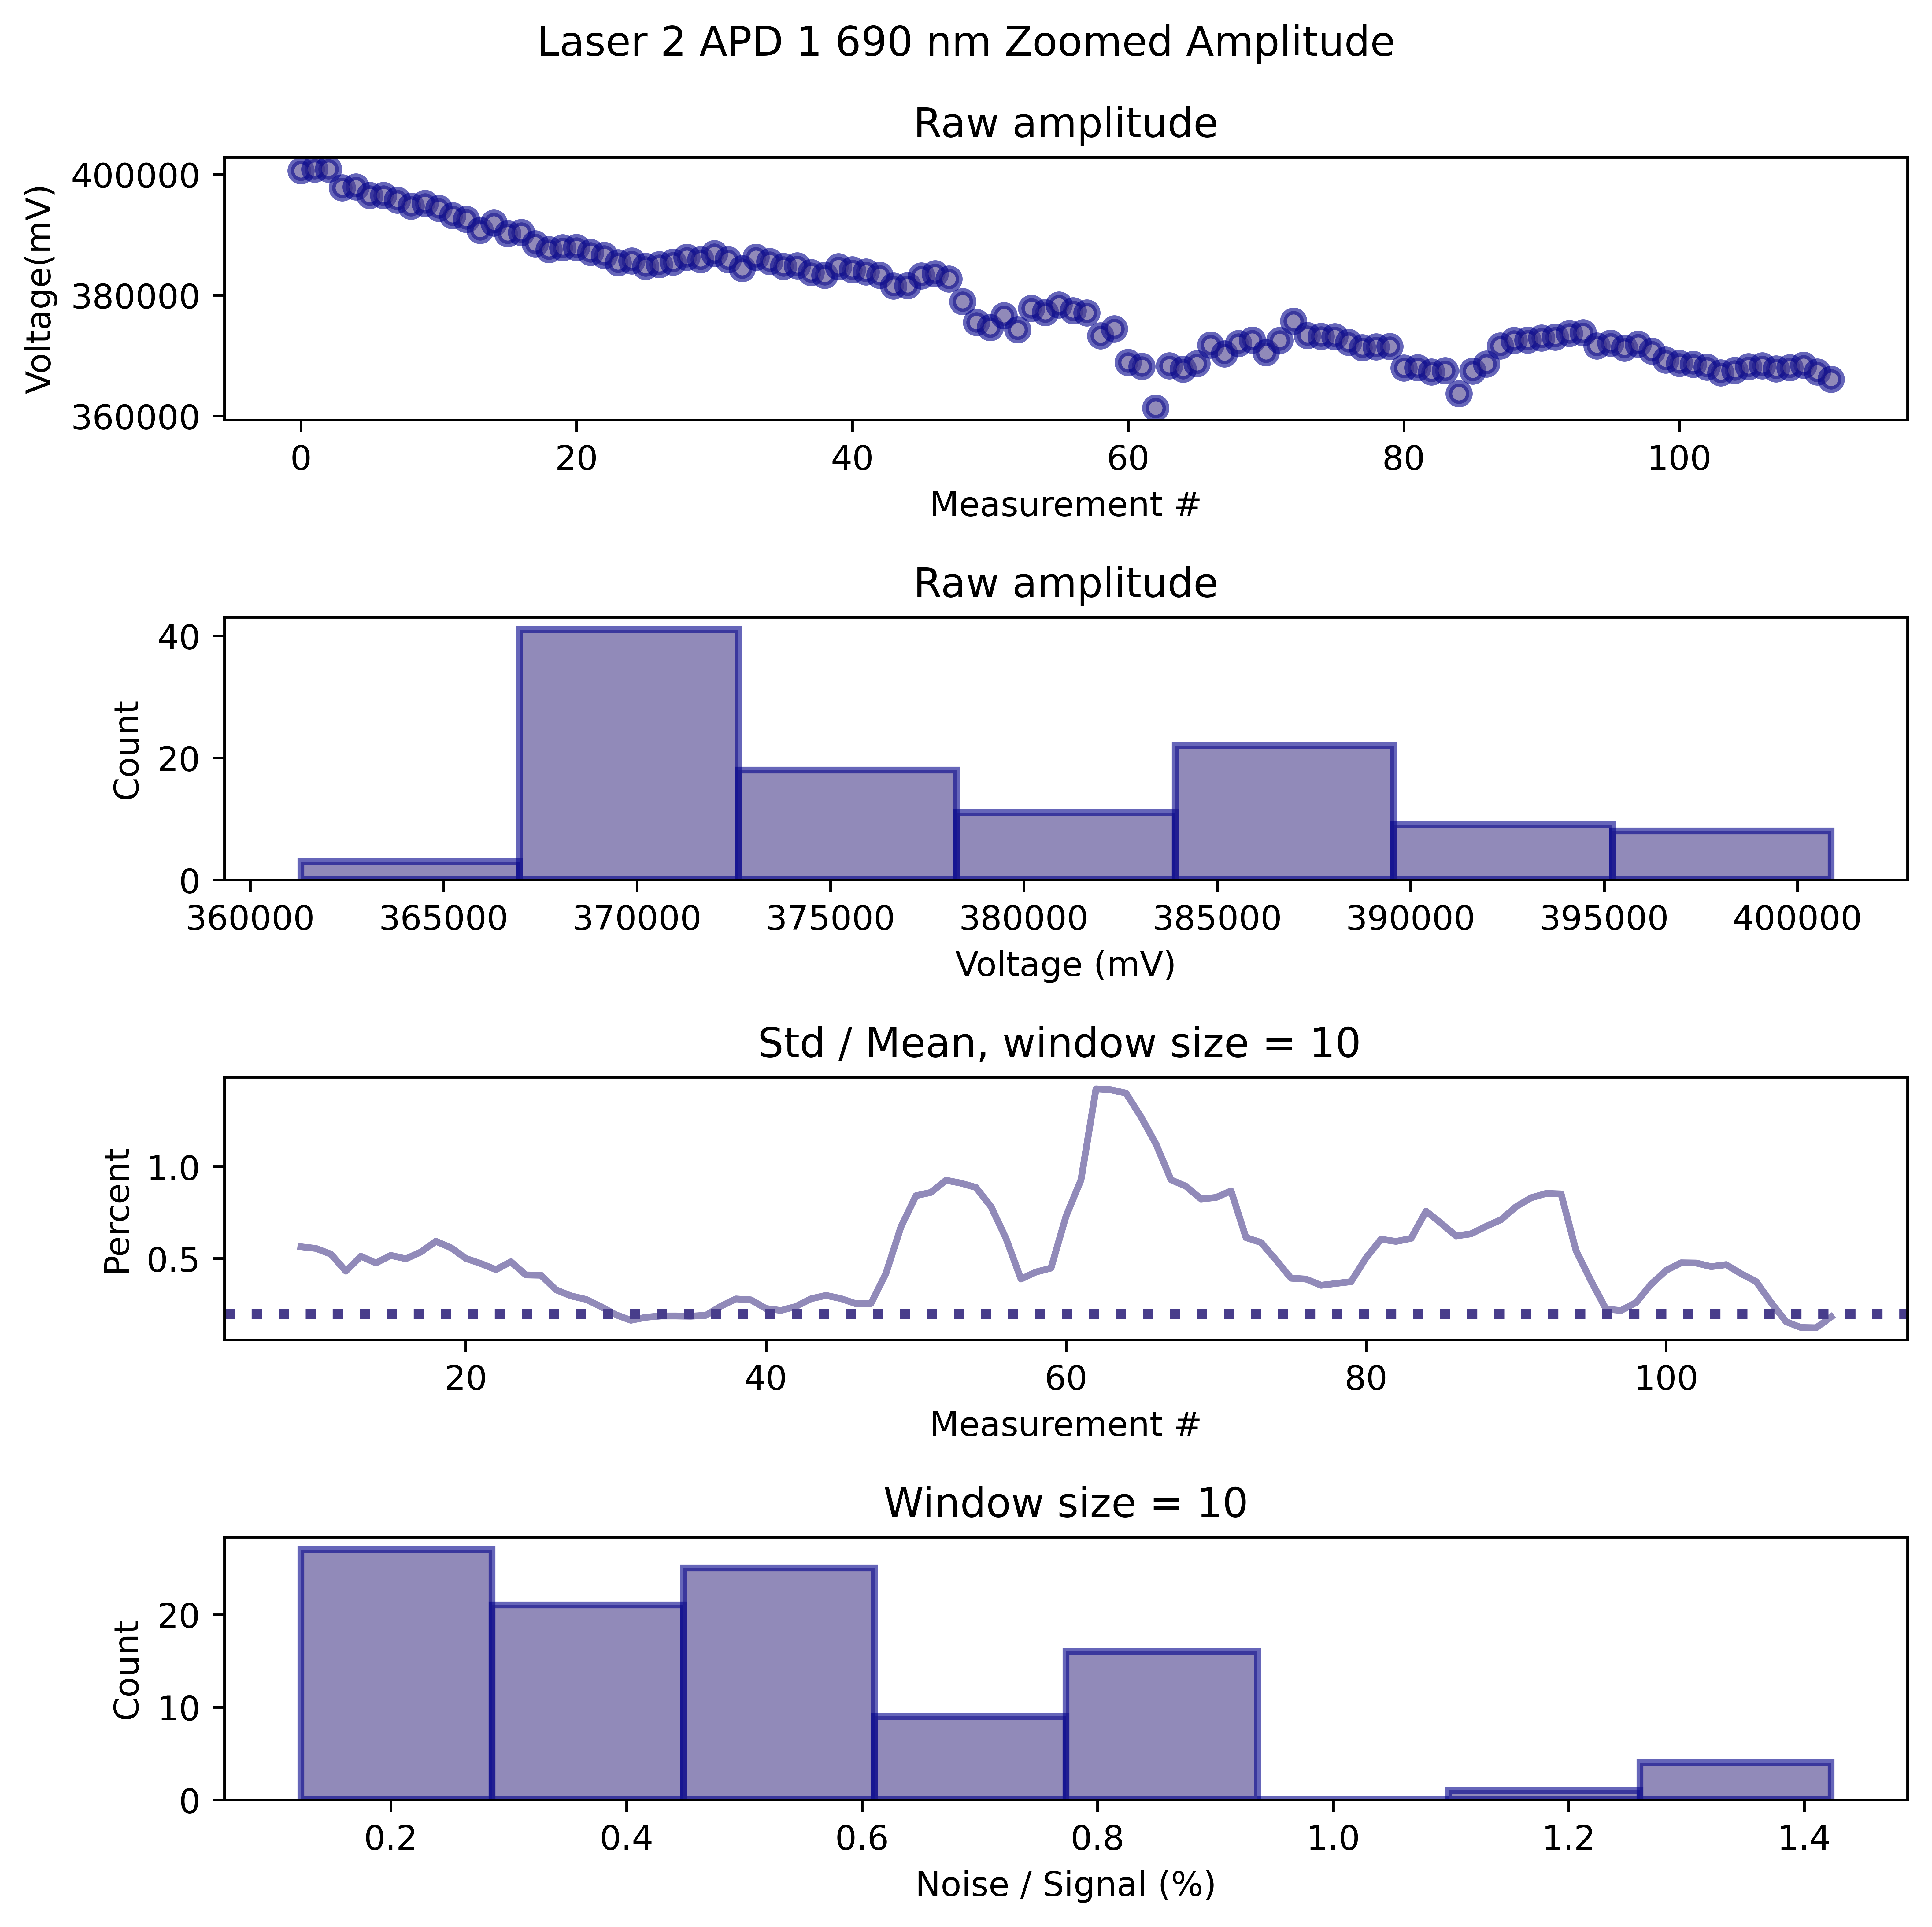 Laser 2 APD 1 690 nm Zoomed Amplitude
Raw amplitude
Voltage(mV)
400000
380000
360000
0 20 40 60 80 100
Measurement #
Raw amplitude
Count
40
20
0
360000 365000 370000 375000 380000 385000 390000 395000 400000
Voltage (mV)
Std / Mean, window size = 10
Percent
1.0
0.5
20 40 60 80 100
Measurement #
Window size = 10
Count
20
10
0
0.2 0.4 0.6 0.8 1.0 1.2 1.4
Noise / Signal (%)